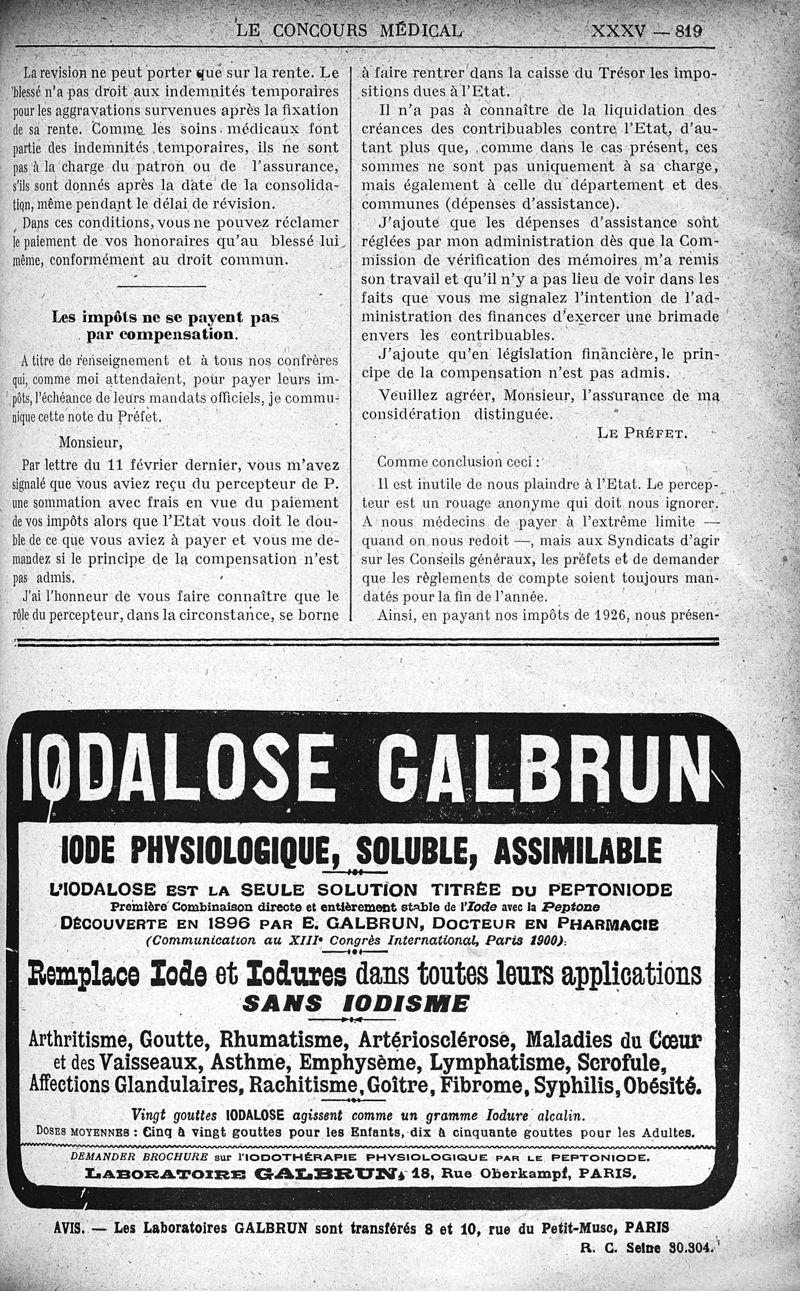 LE CONCOURS MÉDICAL XXXV — 819
La revision ne peut porter que sur la rente. Le
blessé n'a pas droit aux indemnités temporaires
pour les aggravations survenues après la fixation
de sa rente. Comme les soins médicaux font
partie des indemnités temporaires, ils ne sont
pas à la charge du patron ou de l'assurance,
s'ils sont donnés après la date de la consolida-
tion, même pendant le délai de révision.
Dans ces conditions, vous ne pouvez réclamer
le paiement de vos honoraires qu'au blessé lui
même, conformément au droit commun.
Les impôts ne se payent pas
par compensation.
A titre de renseignement et à tous nos confrères
qui, comme moi attendaient, pour payer leurs im-
pôts, l'échéance de leurs mandats officiels, je commu-
nique cette note du Préfet.
Monsieur,
Par lettre du 11 février dernier, vous m'avez
signalé que vous aviez reçu du percepteur de P.
une sommation avec frais en vue du paiement
de vos impôts alors que l'Etat vous doit le dou-
ble de ce que vous aviez à payer et vous me de-
mandez si le principe de la compensation n'est
pas admis.
J'ai l'honneur de vous faire connaître que le
rôle du percepteur, dans la circonstance, se borne
à faire rentrer dans la caisse du Trésor les impo-
sitions dues à l'Etat.
Il n'a pas à connaître de la liquidation des
créances des contribuables contre l'Etat, d'au-
tant plus que, comme dans le cas présent, ces
sommes ne sont pas uniquement à sa charge,
mais également à celle du département et des
communes (dépenses d'assistance).
J'ajoute que les dépenses d'assistance sont
réglées par mon administration dès que la Com-
mission de vérification des mémoires m'a remis
son travail et qu'il n'y a pas lieu de voir dans les
faits que vous me signalez l'intention de l'ad-
ministration des finances d'exercer une brimade
envers les contribuables.
J'ajoute qu'en législation financière, le prin-
cipe de la compensation n'est pas admis.
Veuillez agréer, Monsieur, l'assurance de ma
considération distinguée.
LE PRÉFET.
Comme conclusion ceci :
Il est inutile de nous plaindre à l'Etat. Le percep-
teur est un rouage anonyme qui doit nous ignorer.
A nous médecins de payer à l'extrême limite —
quand on nous redoit —, mais aux Syndicats d'agir
sur les Conseils généraux, les préfets et de demander
que les règlements de compte soient toujours man-
datés pour la fin de l'année.
Ainsi, en payant nos impôts de 1926, nous présen-
IODALOSE GALBRUN
IODE PHYSIOLOGIQUE, SOLUBLE, ASSIMILABLE
L'IODALOSE EST LA SEULE SOLUTION TITRÉE DU PEPTONIODE
Première Combinaison directe et entièrement stable de l'Iode avec la Peptone
DÉCOUVERTE EN 1896 PAR E. GALBRUN, DOCTEUR EN PHARMACIE
(Communication au XIIIe Congrès International, Paris 1900).
Remplace Iode et Iodures dans toutes leurs applications
SANS IODISME
Arthritisme, Goutte, Rhumatisme, Artériosclérose, Maladies du Cœur
et des Vaisseaux, Asthme, Emphysème, Lymphatisme, Scrofule,
Affections Glandulaires, Rachitisme, Goître, Fibrome, Syphilis, Obésité.
Vingt gouttes IODALOSE agissent comme un gramme Iodure alcalin.
DOSES MOYENNES : Cinq à vingt gouttes pour les Enfants, dix à cinquante gouttes pour les Adultes.
DEMANDER BROCHURE sur l'IODOTHÉRAPIE PHYSIOLOGIQUE PAR LE PEPTONIODE.
LABORATOIRE GALBRUN, 18, Rue Oberkampf, PARIS.
AVIS. — Les Laboratoires GALBRUN sont transférés 8 et 10, rue du Petit-Musc, PARIS
R. C. Seine 30.304.